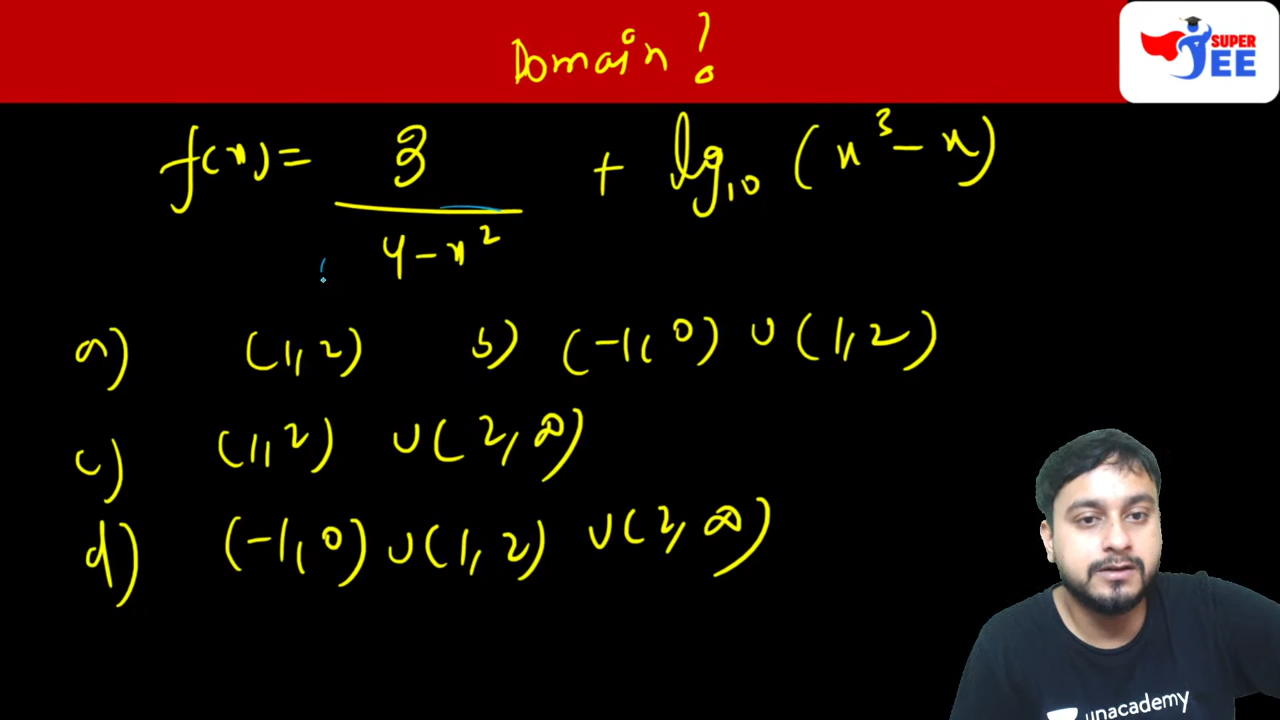 Domain?
SUPER
JEE
f(x) = 3/(4-x²) + log₁₀ (x³-x)
a) (1,2) b) (-1,0) ∪ (1,2)
c) (1,2) ∪ (2,∞)
d) (-1,0) ∪ (1,2) ∪ (2,∞)
unacademy